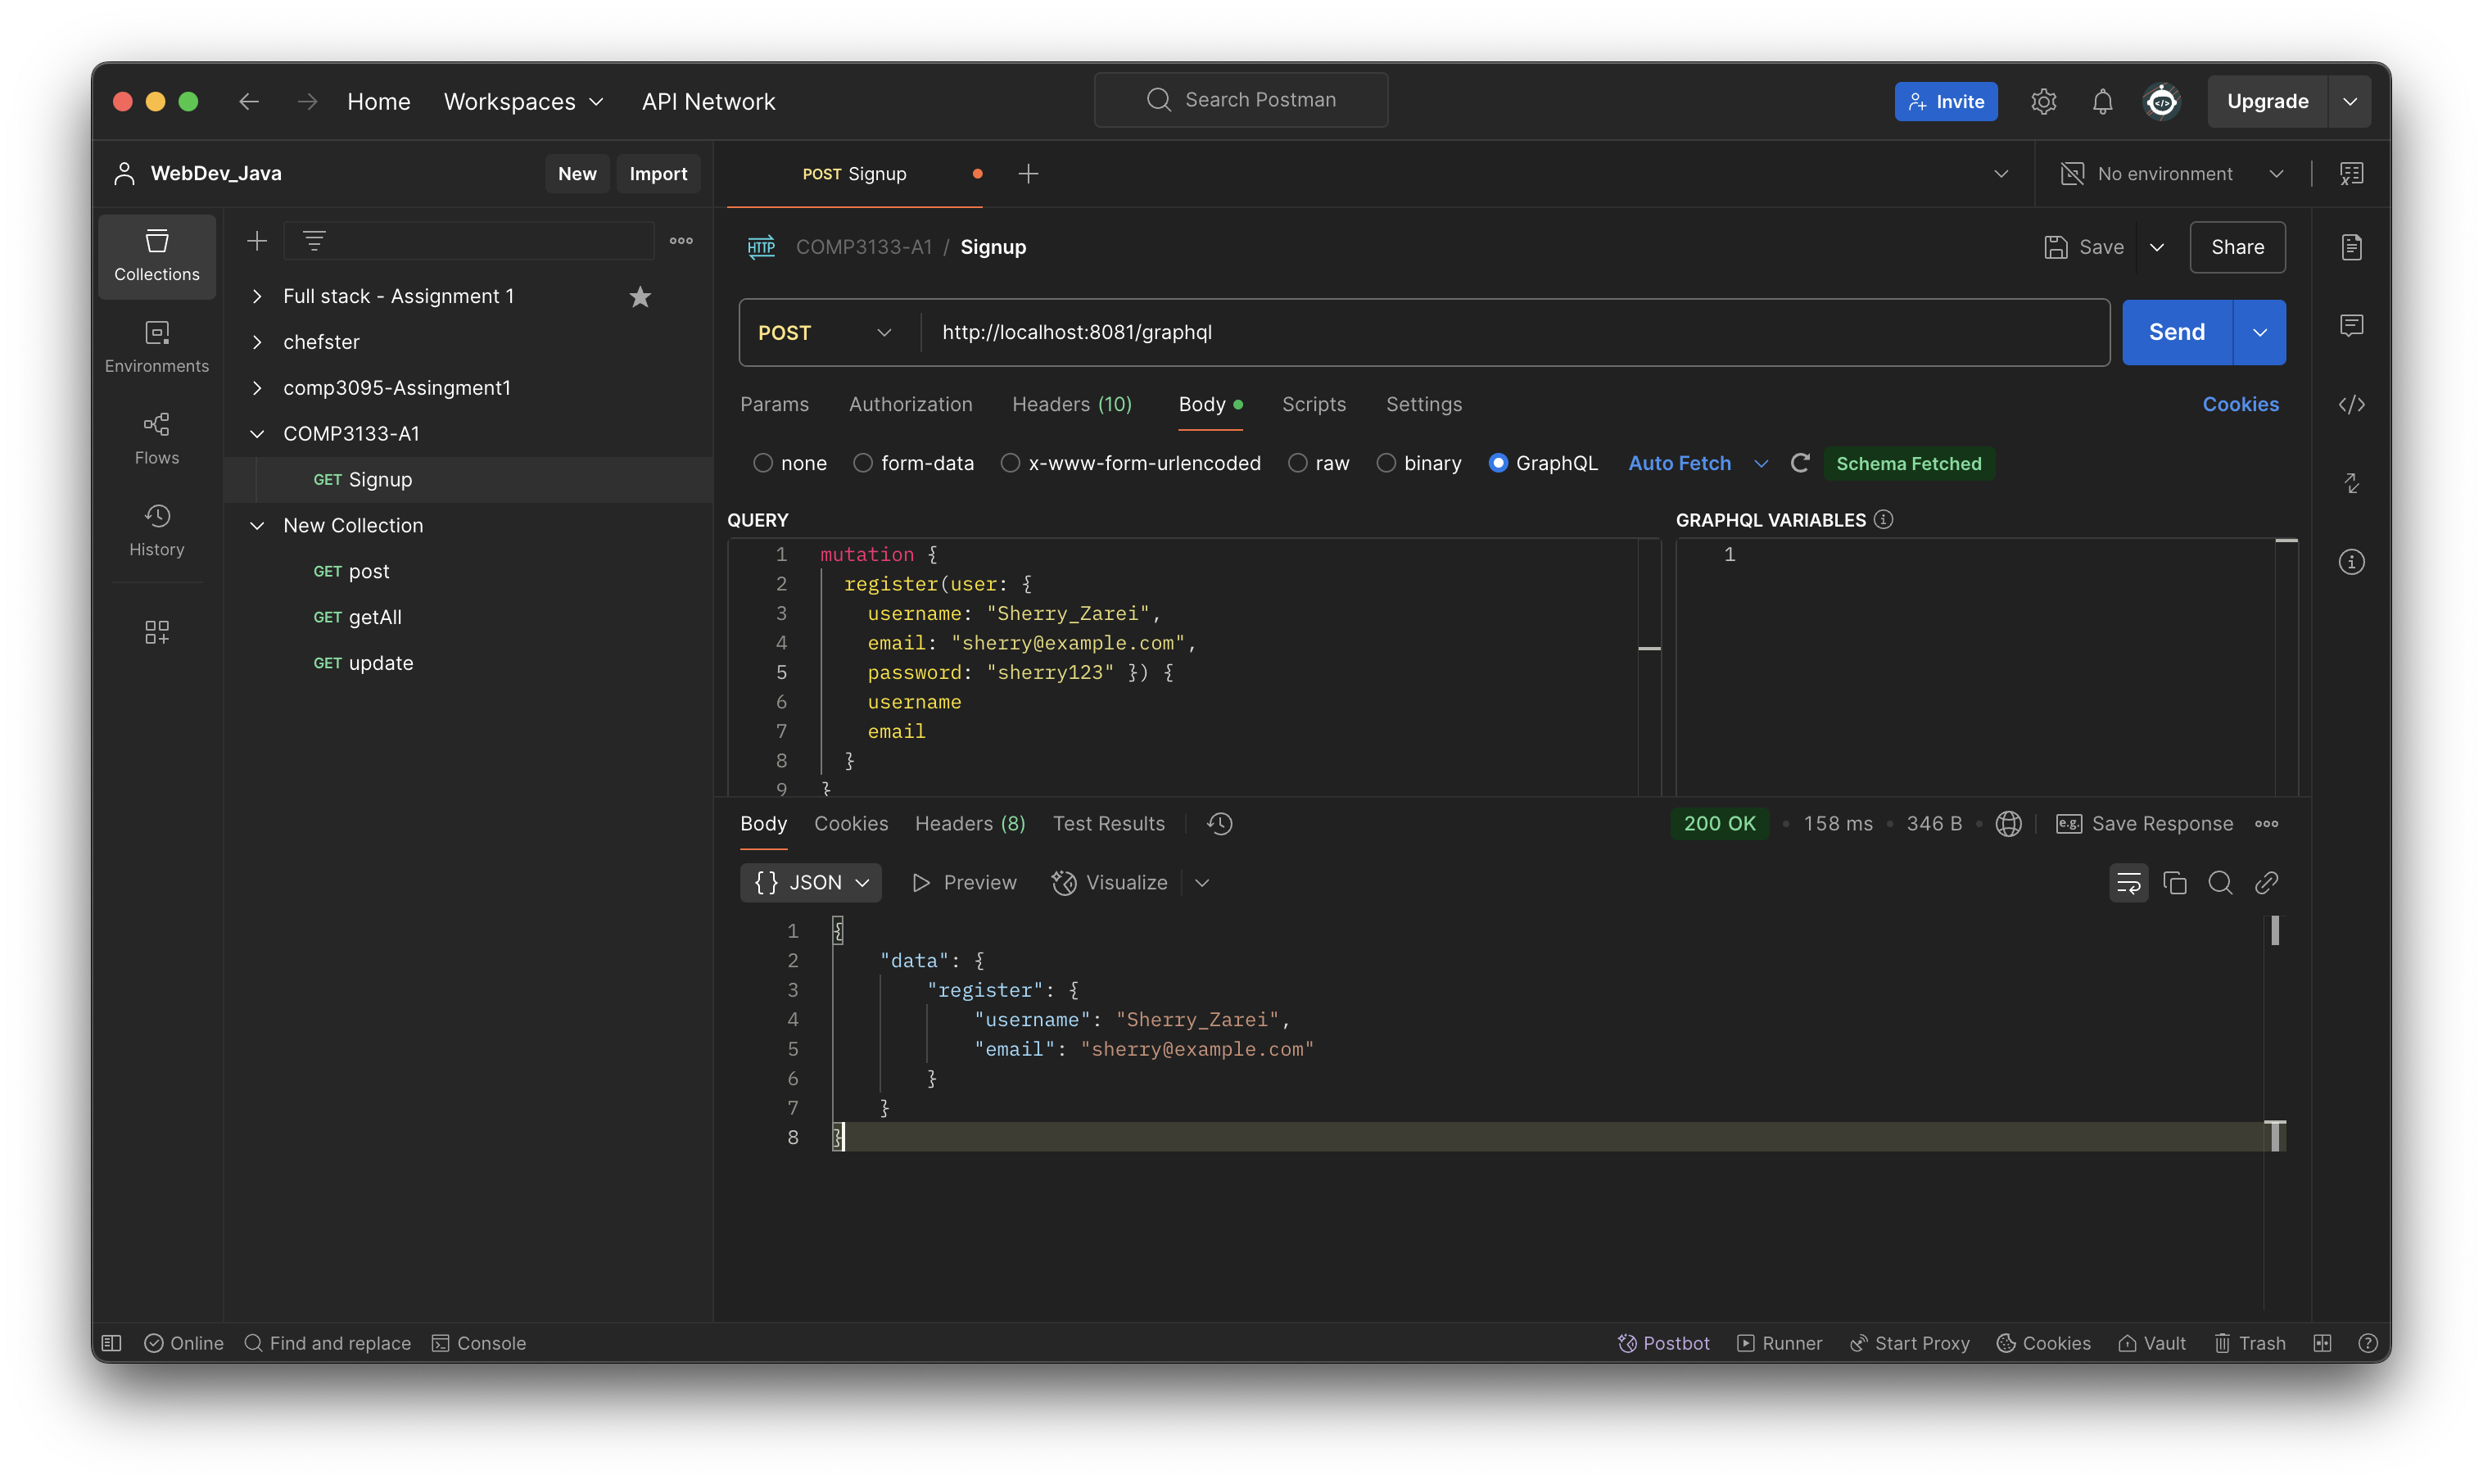 Home Workspaces API Network Search Postman Invite Upgrade
WebDev_Java New Import POST Signup No environment
Collections
Environments
Flows
History
Full stack - Assignment 1
chefster
comp3095-Assingment1
COMP3133-A1
GET Signup
New Collection
GET post
GET getAll
GET update
HTTP COMP3133-A1 / Signup Save Share
POST http://localhost:8081/graphql Send
Params Authorization Headers (10) Body Scripts Settings Cookies
none form-data x-www-form-urlencoded raw binary GraphQL Auto Fetch Schema Fetched
QUERY
1 mutation {
2 register(user: {
3 username: "Sherry_Zarei",
4 email: "sherry@example.com",
5 password: "sherry123" }) {
6 username
7 email
8 }
9 }
GRAPHQL VARIABLES
1
Body Cookies Headers (8) Test Results 200 OK 158 ms 346 B e.g. Save Response
{} JSON Preview Visualize
1 {
2 "data": {
3 "register": {
4 "username": "Sherry_Zarei",
5 "email": "sherry@example.com"
6 }
7 }
8 }
Online Find and replace Console Postbot Runner Start Proxy Cookies Vault Trash